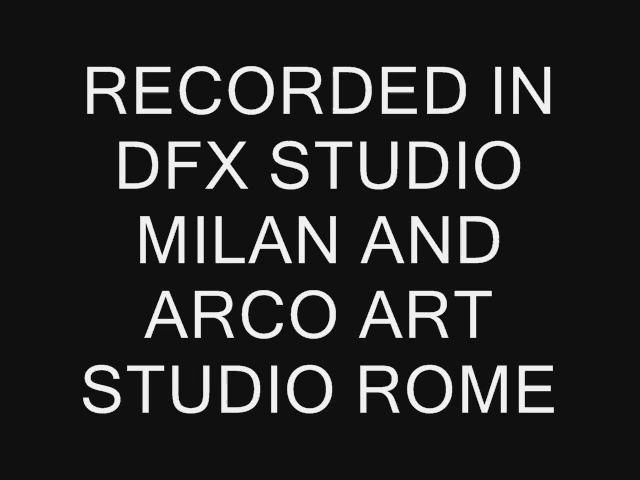 RECORDED IN
DFX STUDIO
MILAN AND
ARCO ART
STUDIO ROME